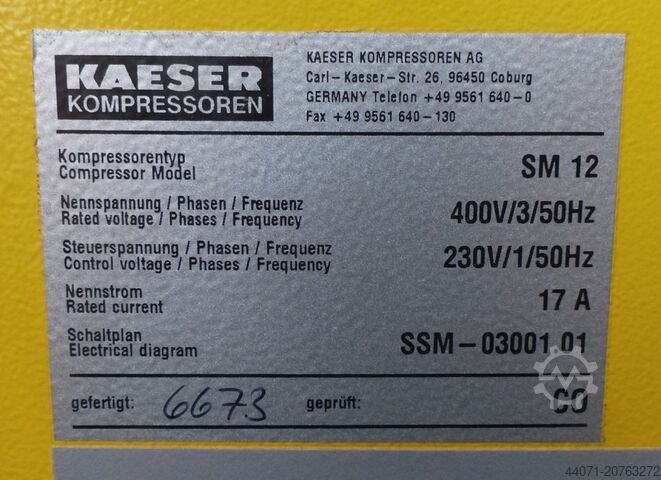 KAESER
KOMPRESSOREN
KAESER KOMPRESSOREN AG
Carl-Kaeser-Str. 26, 96450 Coburg
GERMANY Telefon +49 9561 640-0
Fax +49 9561 640-130
Kompressorentyp
Compressor Model
SM 12
Nennspannung / Phasen / Frequenz
Rated voltage / Phases / Frequency
400V/3/50Hz
Steuerspannung / Phasen / Frequenz
Control voltage / Phases / Frequency
230V/1/50Hz
Nennstrom
Rated current
17 A
Schaltplan
Electrical diagram
SSM-03001.01
gefertigt: 6673 geprüft: CO
44071-20763272